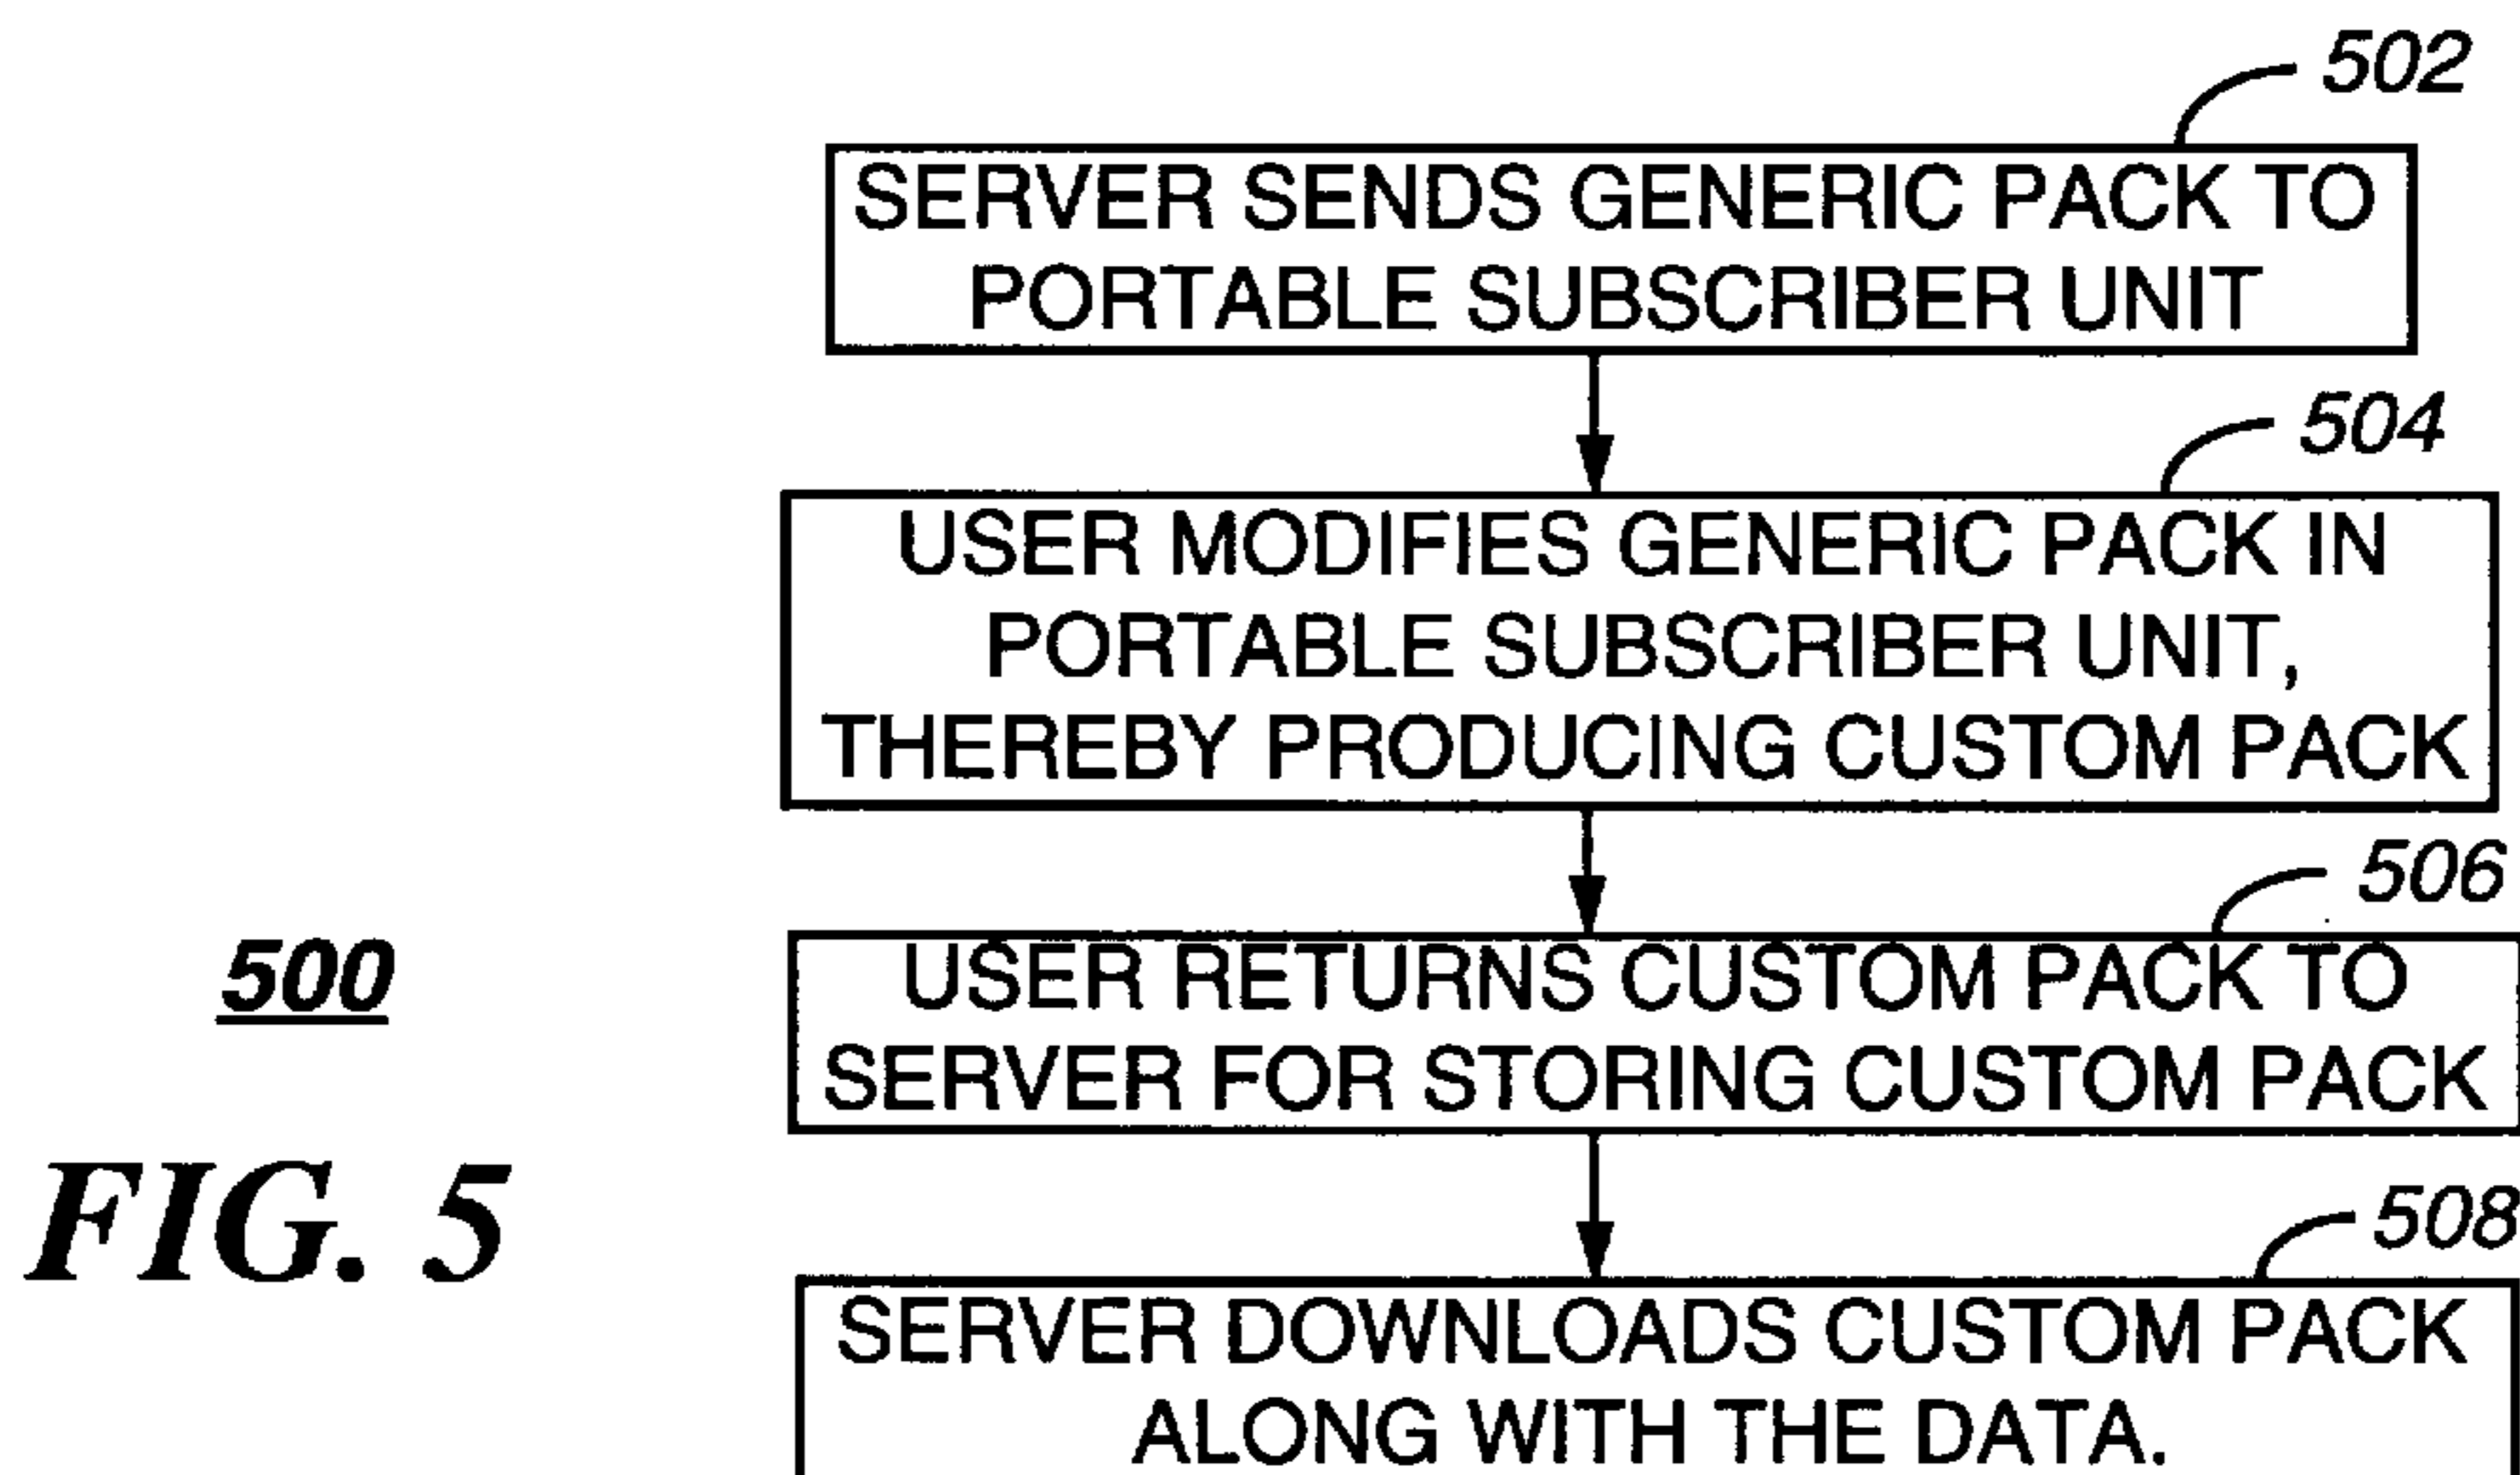 502
SERVER SENDS GENERIC PACK TO
PORTABLE SUBSCRIBER UNIT
504
USER MODIFIES GENERIC PACK IN
PORTABLE SUBSCRIBER UNIT,
THEREBY PRODUCING CUSTOM PACK
506
USER RETURNS CUSTOM PACK TO
SERVER FOR STORING CUSTOM PACK
500
FIG. 5
508
SERVER DOWNLOADS CUSTOM PACK
ALONG WITH THE DATA.